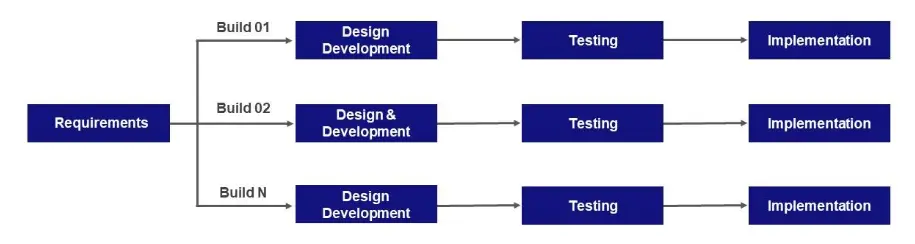 Build 01
Design
Development
Testing
Implementation
Requirements
Build 02
Design &
Development
Testing
Implementation
Build N
Design
Development
Testing
Implementation